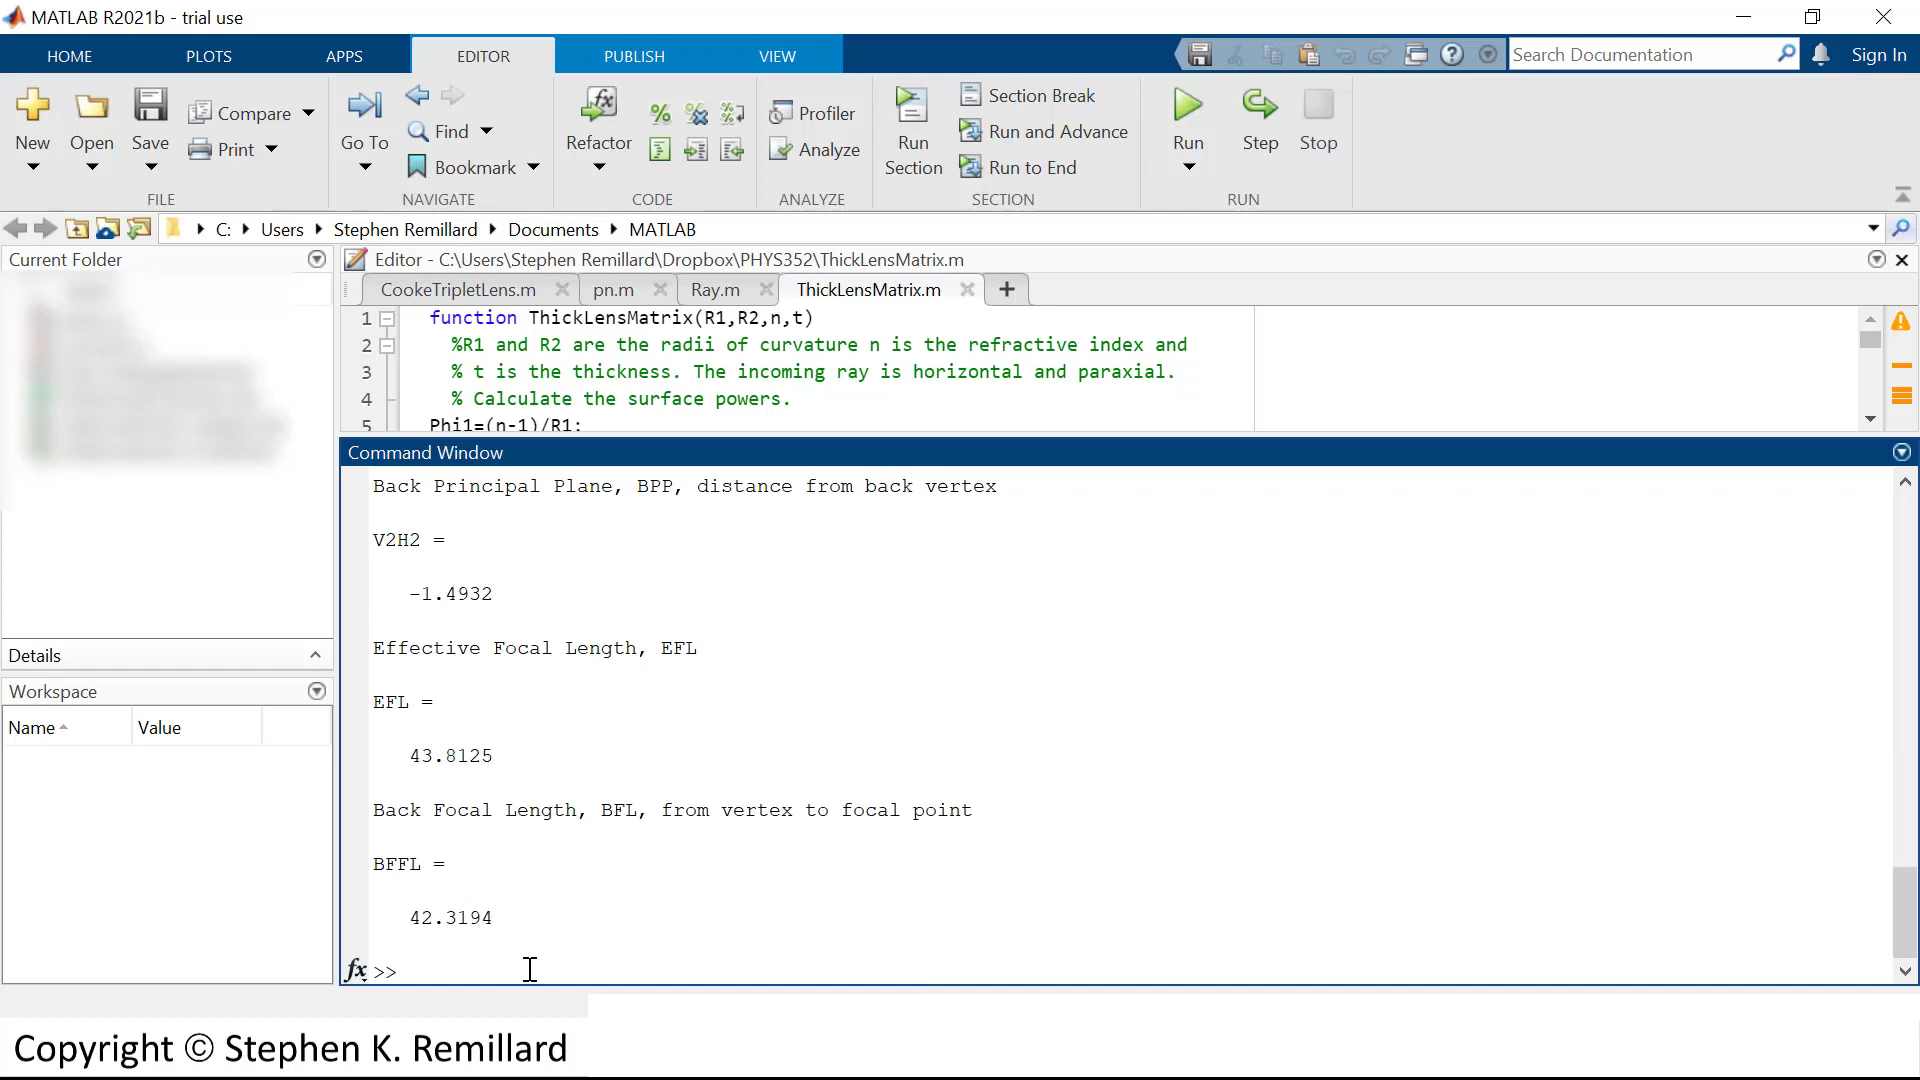 MATLAB R2021b - trial use
HOME PLOTS APPS EDITOR PUBLISH VIEW
Search Documentation
Sign In
New Open Save Compare Print
FILE
Go To Find Bookmark
NAVIGATE
Refactor
CODE
Profiler
Analyze
ANALYZE
Run Section
Section Break
Run and Advance
Run to End
SECTION
Run Step Stop
RUN
C: Users Stephen Remillard Documents MATLAB
Current Folder
Details
Workspace
Name Value
Editor - C:\Users\Stephen Remillard\Dropbox\PHYS352\ThickLensMatrix.m
CookeTripletLens.m pn.m Ray.m ThickLensMatrix.m +
1 function ThickLensMatrix(R1,R2,n,t)
2 %R1 and R2 are the radii of curvature n is the refractive index and
3 % t is the thickness. The incoming ray is horizontal and paraxial.
4 % Calculate the surface powers.
5 Phi1=(n-1)/R1;
Command Window
Back Principal Plane, BPP, distance from back vertex
V2H2 =
-1.4932
Effective Focal Length, EFL
EFL =
43.8125
Back Focal Length, BFL, from vertex to focal point
BFFL =
42.3194
fx >>
Copyright © Stephen K. Remillard